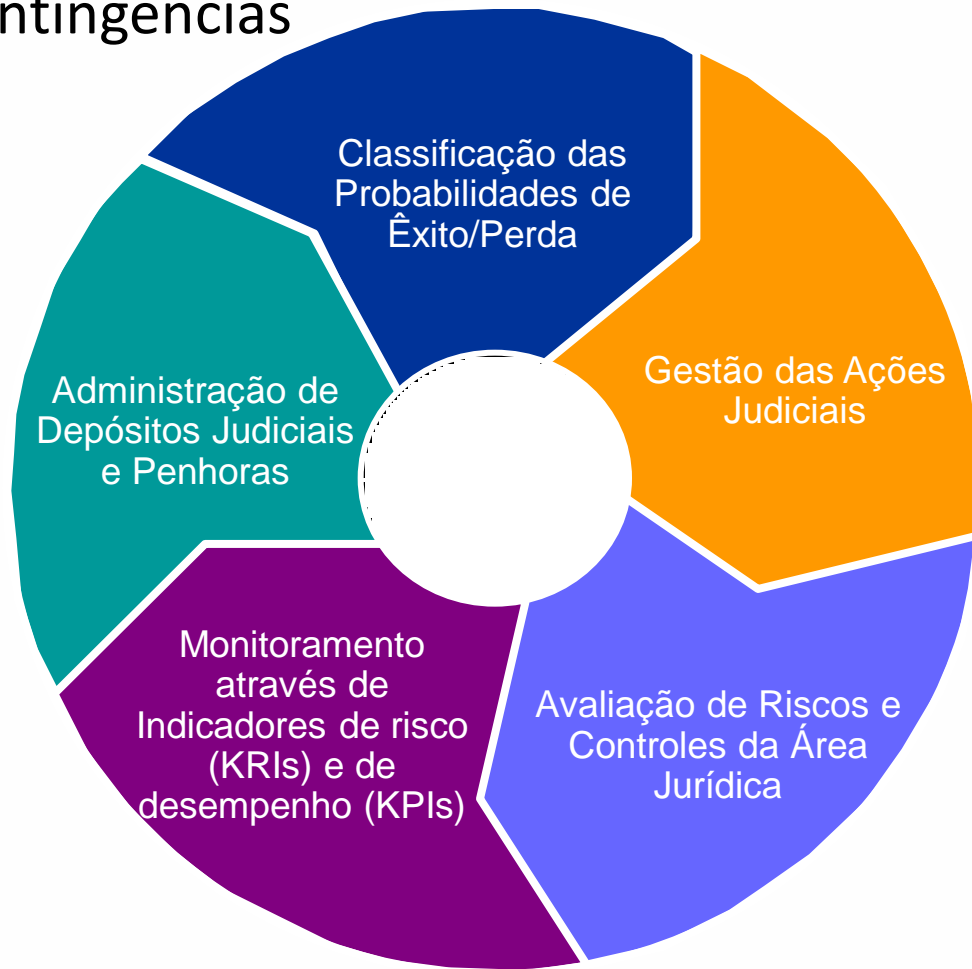 ntingências
Classificação das
Probabilidades de
Êxito/Perda
Gestão das Ações
Judiciais
Avaliação de Riscos e
Controles da Área
Jurídica
Monitoramento
através de
Indicadores de risco
(KRIs) e de
desempenho (KPIs)
Administração de
Depósitos Judiciais
e Penhoras